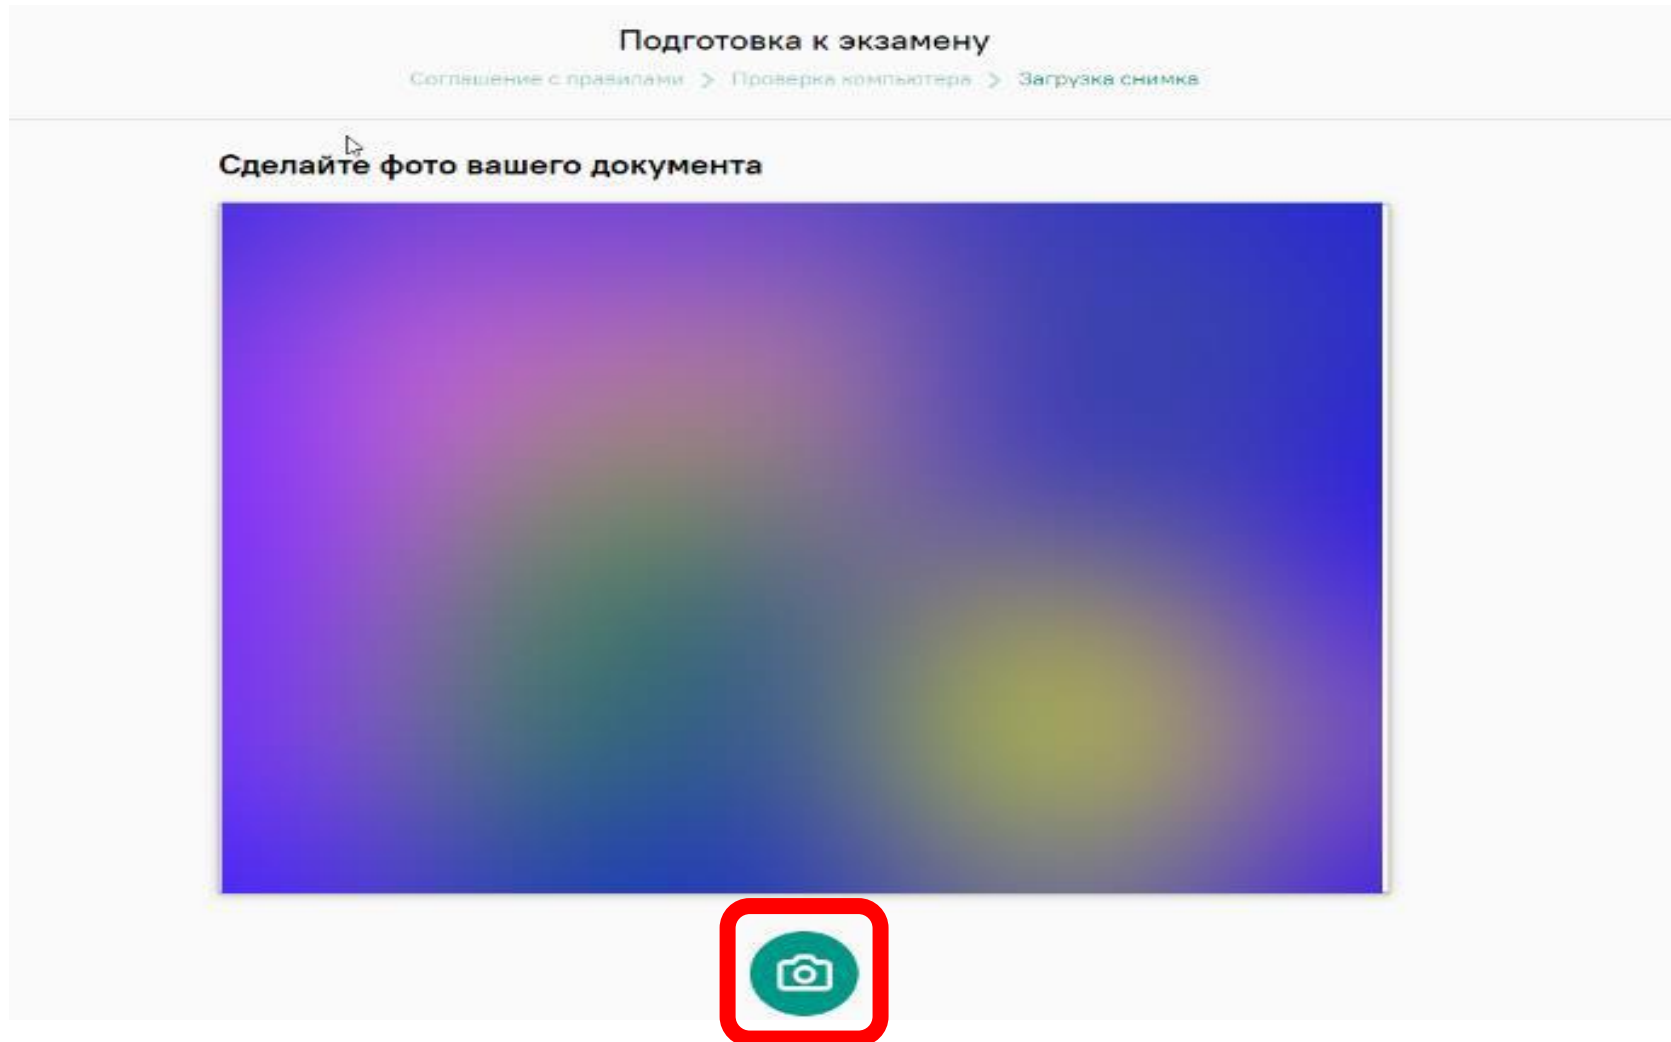 Подготовка к экзамену
Соглашение с правилами > Проверка компьютера > Загрузка снимка
Сделайте фото вашего документа